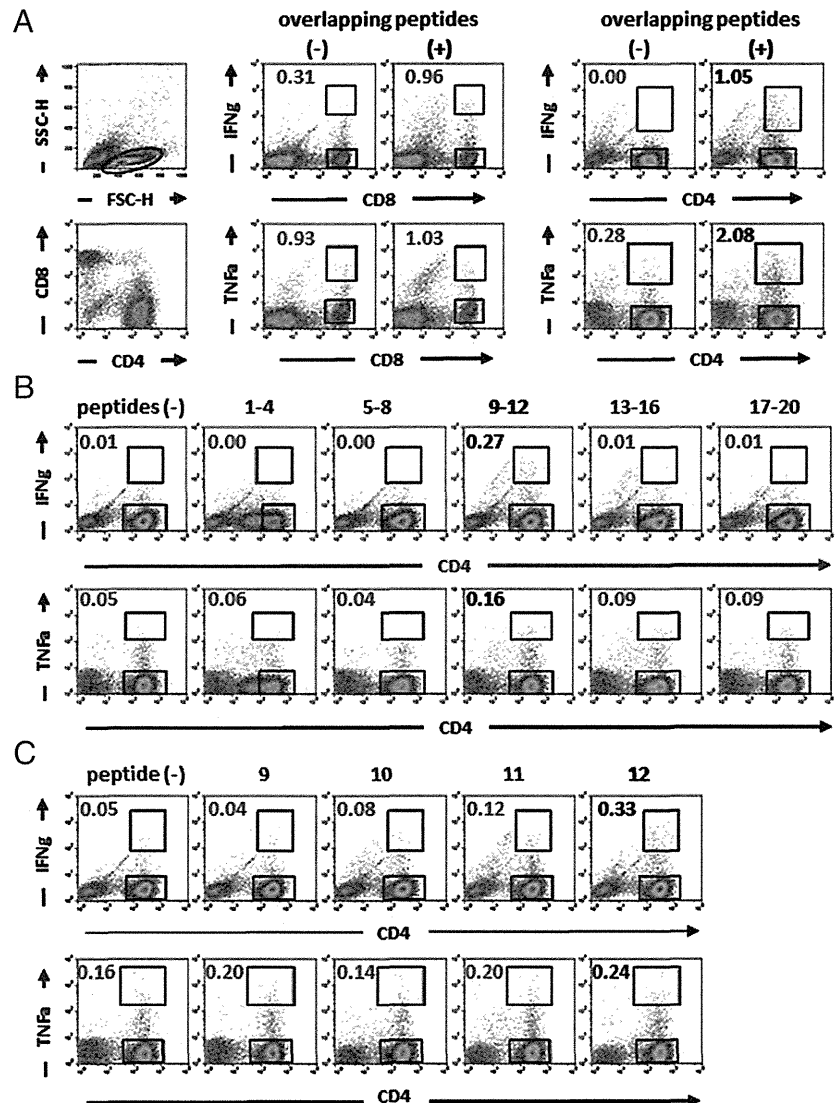 A
overlapping peptides
(-) (+)
overlapping peptides
(-) (+)
SSC-H
FSC-H
IFNg
0.31
0.96
CD8
IFNg
0.00
1.05
CD4
CD8
CD4
TNFa
0.93
1.03
CD8
TNFa
0.28
2.08
CD4
B
peptides (-) 1-4 5-8 9-12 13-16 17-20
IFNg
0.01 0.00 0.00 0.27 0.01 0.01
CD4
TNFa
0.05 0.06 0.04 0.16 0.09 0.09
CD4
C
peptide (-) 9 10 11 12
IFNg
0.05 0.04 0.08 0.12 0.33
CD4
TNFa
0.16 0.20 0.14 0.20 0.24
CD4